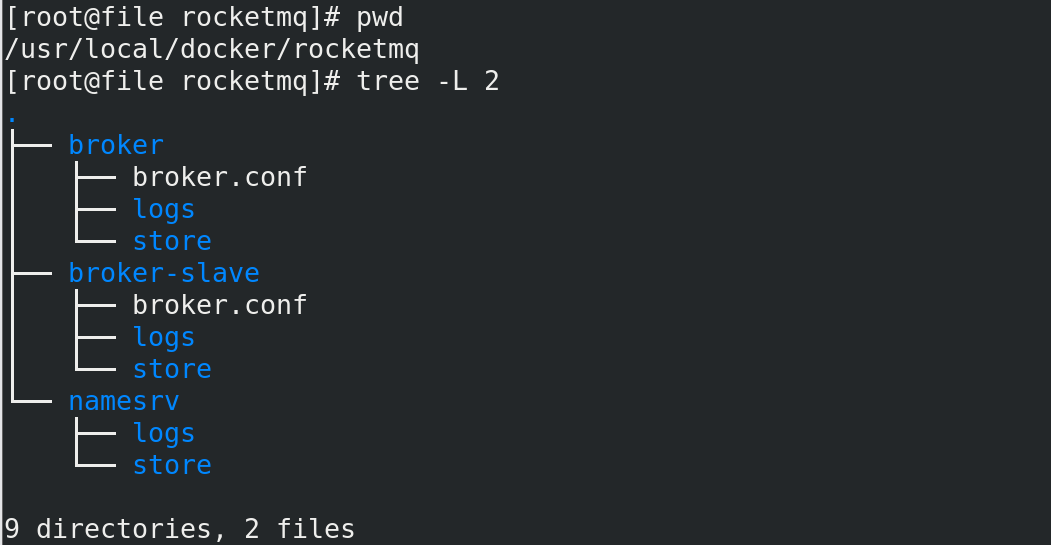 [root@file rocketmq]# pwd
/usr/local/docker/rocketmq
[root@file rocketmq]# tree -L 2
.
├── broker
│   ├── broker.conf
│   ├── logs
│   └── store
├── broker-slave
│   ├── broker.conf
│   ├── logs
│   └── store
└── namesrv
    ├── logs
    └── store
9 directories, 2 files